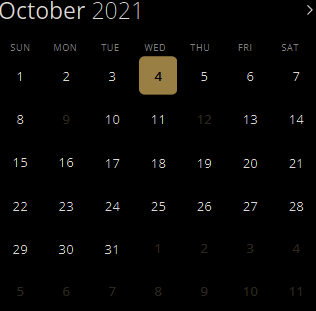 October 2021
SUN MON TUE WED THU FRI SAT
1 2 3 4 5 6 7
8 9 10 11 12 13 14
15 16 17 18 19 20 21
22 23 24 25 26 27 28
29 30 31 1 2 3 4
5 6 7 8 9 10 11